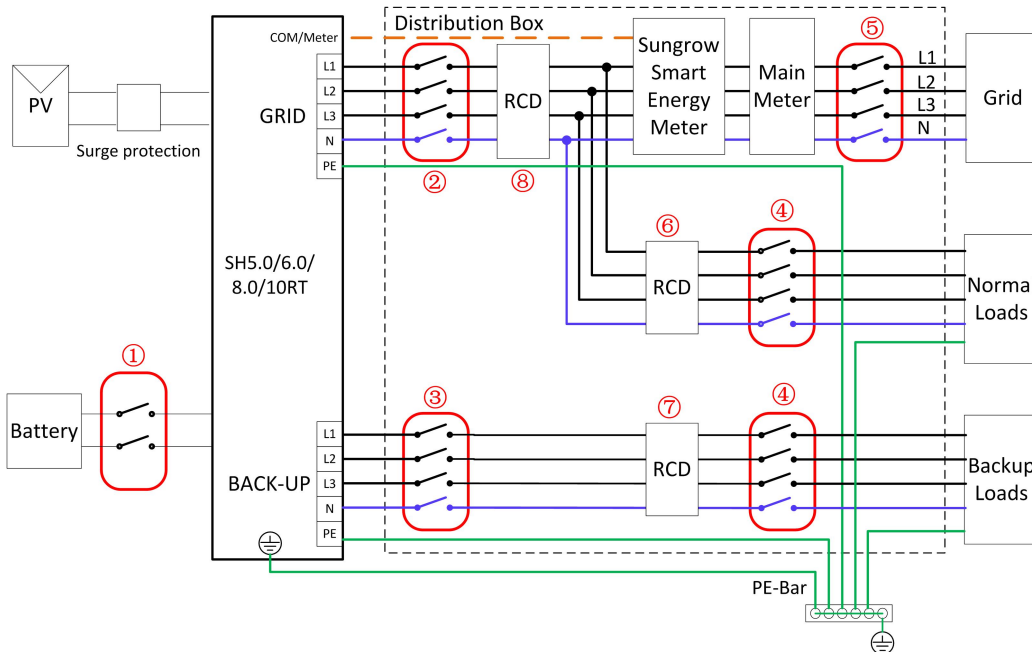 Distribution Box
COM/Meter
L1
L2
L3
N
PE
GRID
PV
Surge protection
②
RCD
⑧
Sungrow
Smart
Energy
Meter
Main
Meter
⑤
L1
L2
L3
N
Grid
SH5.0/6.0/
8.0/10RT
⑥
RCD
④
Norma
Loads
①
Battery
L1
L2
L3
N
PE
BACK-UP
③
⑦
RCD
④
Backup
Loads
PE-Bar